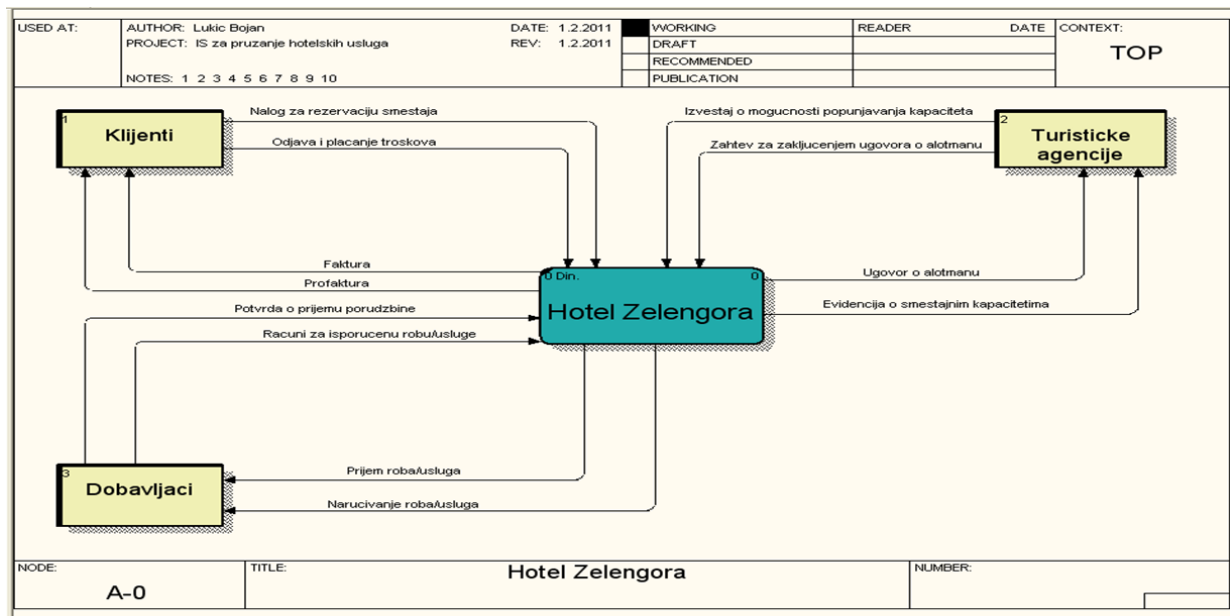 USED AT:
AUTHOR: Lukic Bojan
DATE: 1.2.2011
PROJECT: IS za pruzanje hotelskih usluga
REV: 1.2.2011
NOTES: 1 2 3 4 5 6 7 8 9 10
WORKING
DRAFT
RECOMMENDED
PUBLICATION
READER
DATE
CONTEXT:
TOP
1
Klijenti
Nalog za rezervaciju smestaja
Odjava i placanje troskova
Izvestaj o mogucnosti popunjavanja kapaciteta
Zahtev za zakljucenjem ugovora o alotmanu
2
Turisticke
agencije
Faktura
Profaktura
Potvrda o prijemu porudzbine
Racuni za isporucenu robu/usluge
0 Din.
0
Hotel Zelengora
Ugovor o alotmanu
Evidencija o smestajnim kapacitetima
3
Dobavljaci
Prijem roba/usluga
Narucivanje roba/usluga
NODE:
A-0
TITLE:
Hotel Zelengora
NUMBER: